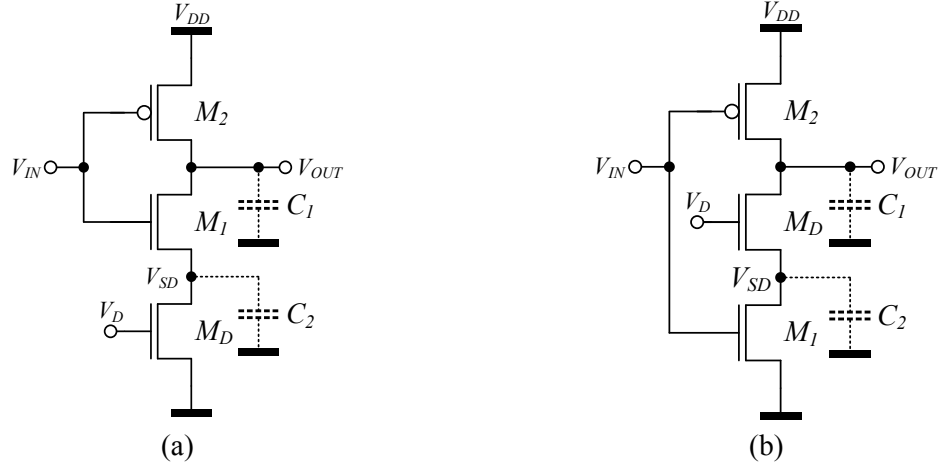 V_DD V_DD
M_2 M_2
V_IN V_OUT V_IN V_OUT
V_D
M_1 C_1 M_D C_1
V_SD V_SD
V_D
M_D C_2 M_1 C_2
(a) (b)